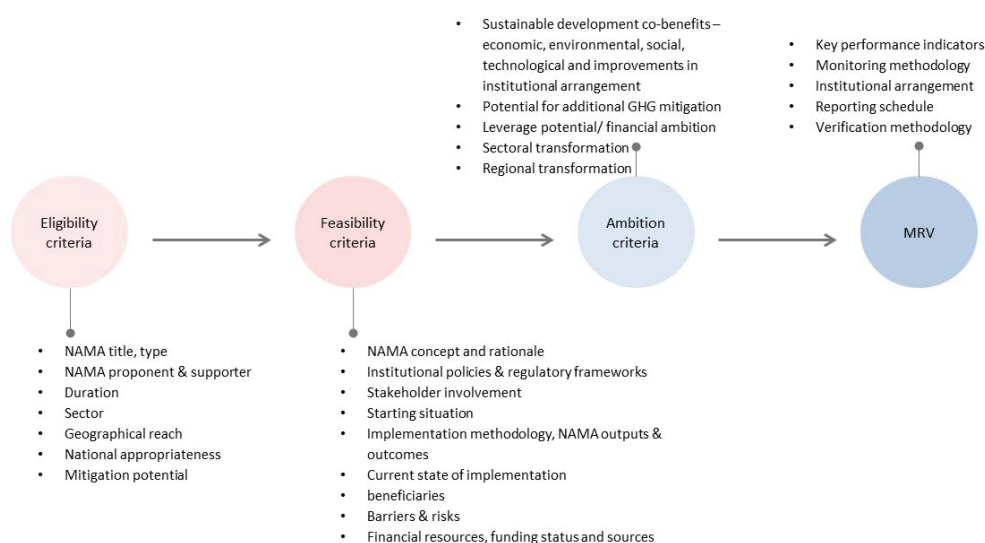 • Sustainable development co-benefits –
economic, environmental, social,
technological and improvements in
institutional arrangement
• Potential for additional GHG mitigation
• Leverage potential/ financial ambition
• Sectoral transformation
• Regional transformation
• Key performance indicators
• Monitoring methodology
• Institutional arrangement
• Reporting schedule
• Verification methodology
Eligibility
criteria
Feasibility
criteria
Ambition
criteria
MRV
• NAMA title, type
• NAMA proponent & supporter
• Duration
• Sector
• Geographical reach
• National appropriateness
• Mitigation potential
• NAMA concept and rationale
• Institutional policies & regulatory frameworks
• Stakeholder involvement
• Starting situation
• Implementation methodology, NAMA outputs &
outcomes
• Current state of implementation
• beneficiaries
• Barriers & risks
• Financial resources, funding status and sources